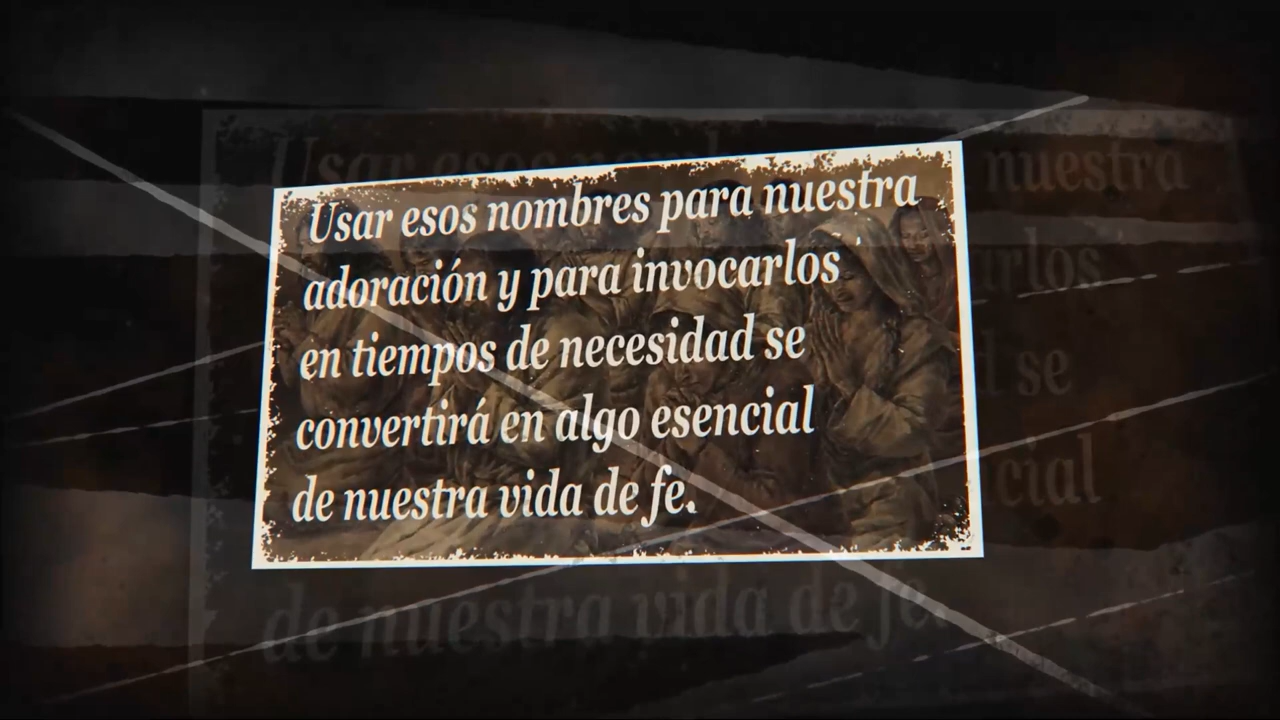 Usar esos nombres para nuestra
adoración y para invocarlos
en tiempos de necesidad se
convertirá en algo esencial
de nuestra vida de fe.